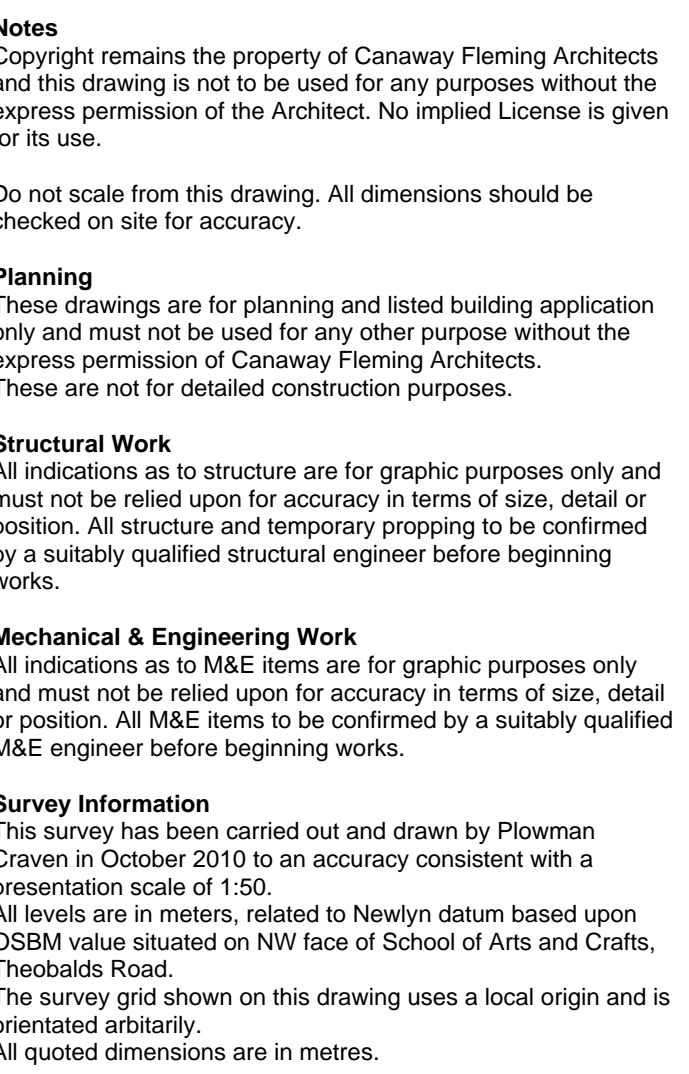 Notes
Copyright remains the property of Canaway Fleming Architects
and this drawing is not to be used for any purposes without the
express permission of the Architect. No implied License is given
for its use.
Do not scale from this drawing. All dimensions should be
checked on site for accuracy.
Planning
These drawings are for planning and listed building application
only and must not be used for any other purpose without the
express permission of Canaway Fleming Architects.
These are not for detailed construction purposes.
Structural Work
All indications as to structure are for graphic purposes only and
must not be relied upon for accuracy in terms of size, detail or
position. All structure and temporary propping to be confirmed
by a suitably qualified structural engineer before beginning
works.
Mechanical & Engineering Work
All indications as to M&E items are for graphic purposes only
and must not be relied upon for accuracy in terms of size, detail
or position. All M&E items to be confirmed by a suitably qualified
M&E engineer before beginning works.
Survey Information
This survey has been carried out and drawn by Plowman
Craven in October 2010 to an accuracy consistent with a
presentation scale of 1:50.
All levels are in meters, related to Newlyn datum based upon
OSBM value situated on NW face of School of Arts and Crafts,
Theobalds Road.
The survey grid shown on this drawing uses a local origin and is
orientated arbitarily.
All quoted dimensions are in metres.